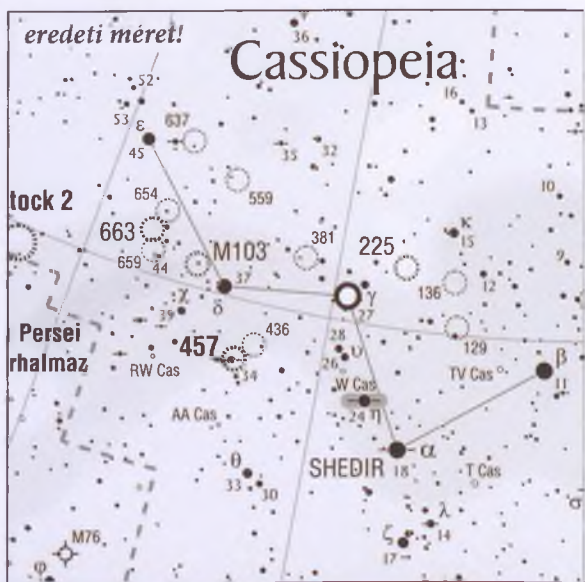 eredeti méret!
Cassiopeia
36
52
53
ε
45
637
35
32
16
13
10
tock 2
654
559
663
M103
381
225
κ
15
9
659
44
37
δ
γ
27
136
12
χ
39
Persei
rhalmaz
457
436
34
28
υ
26
129
β
11
RW Cas
TV Cas
W Cas
24 η
AA Cas
SHEDIR
18
α
θ
33
30
T Cas
σ
λ
14
ζ
17
M76
φ